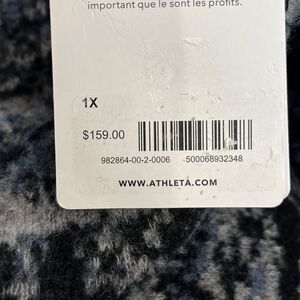 important que le sont les profits.
1X
$159.00
982864-00-2-0006 500068932348
WWW.ATHLETA.COM